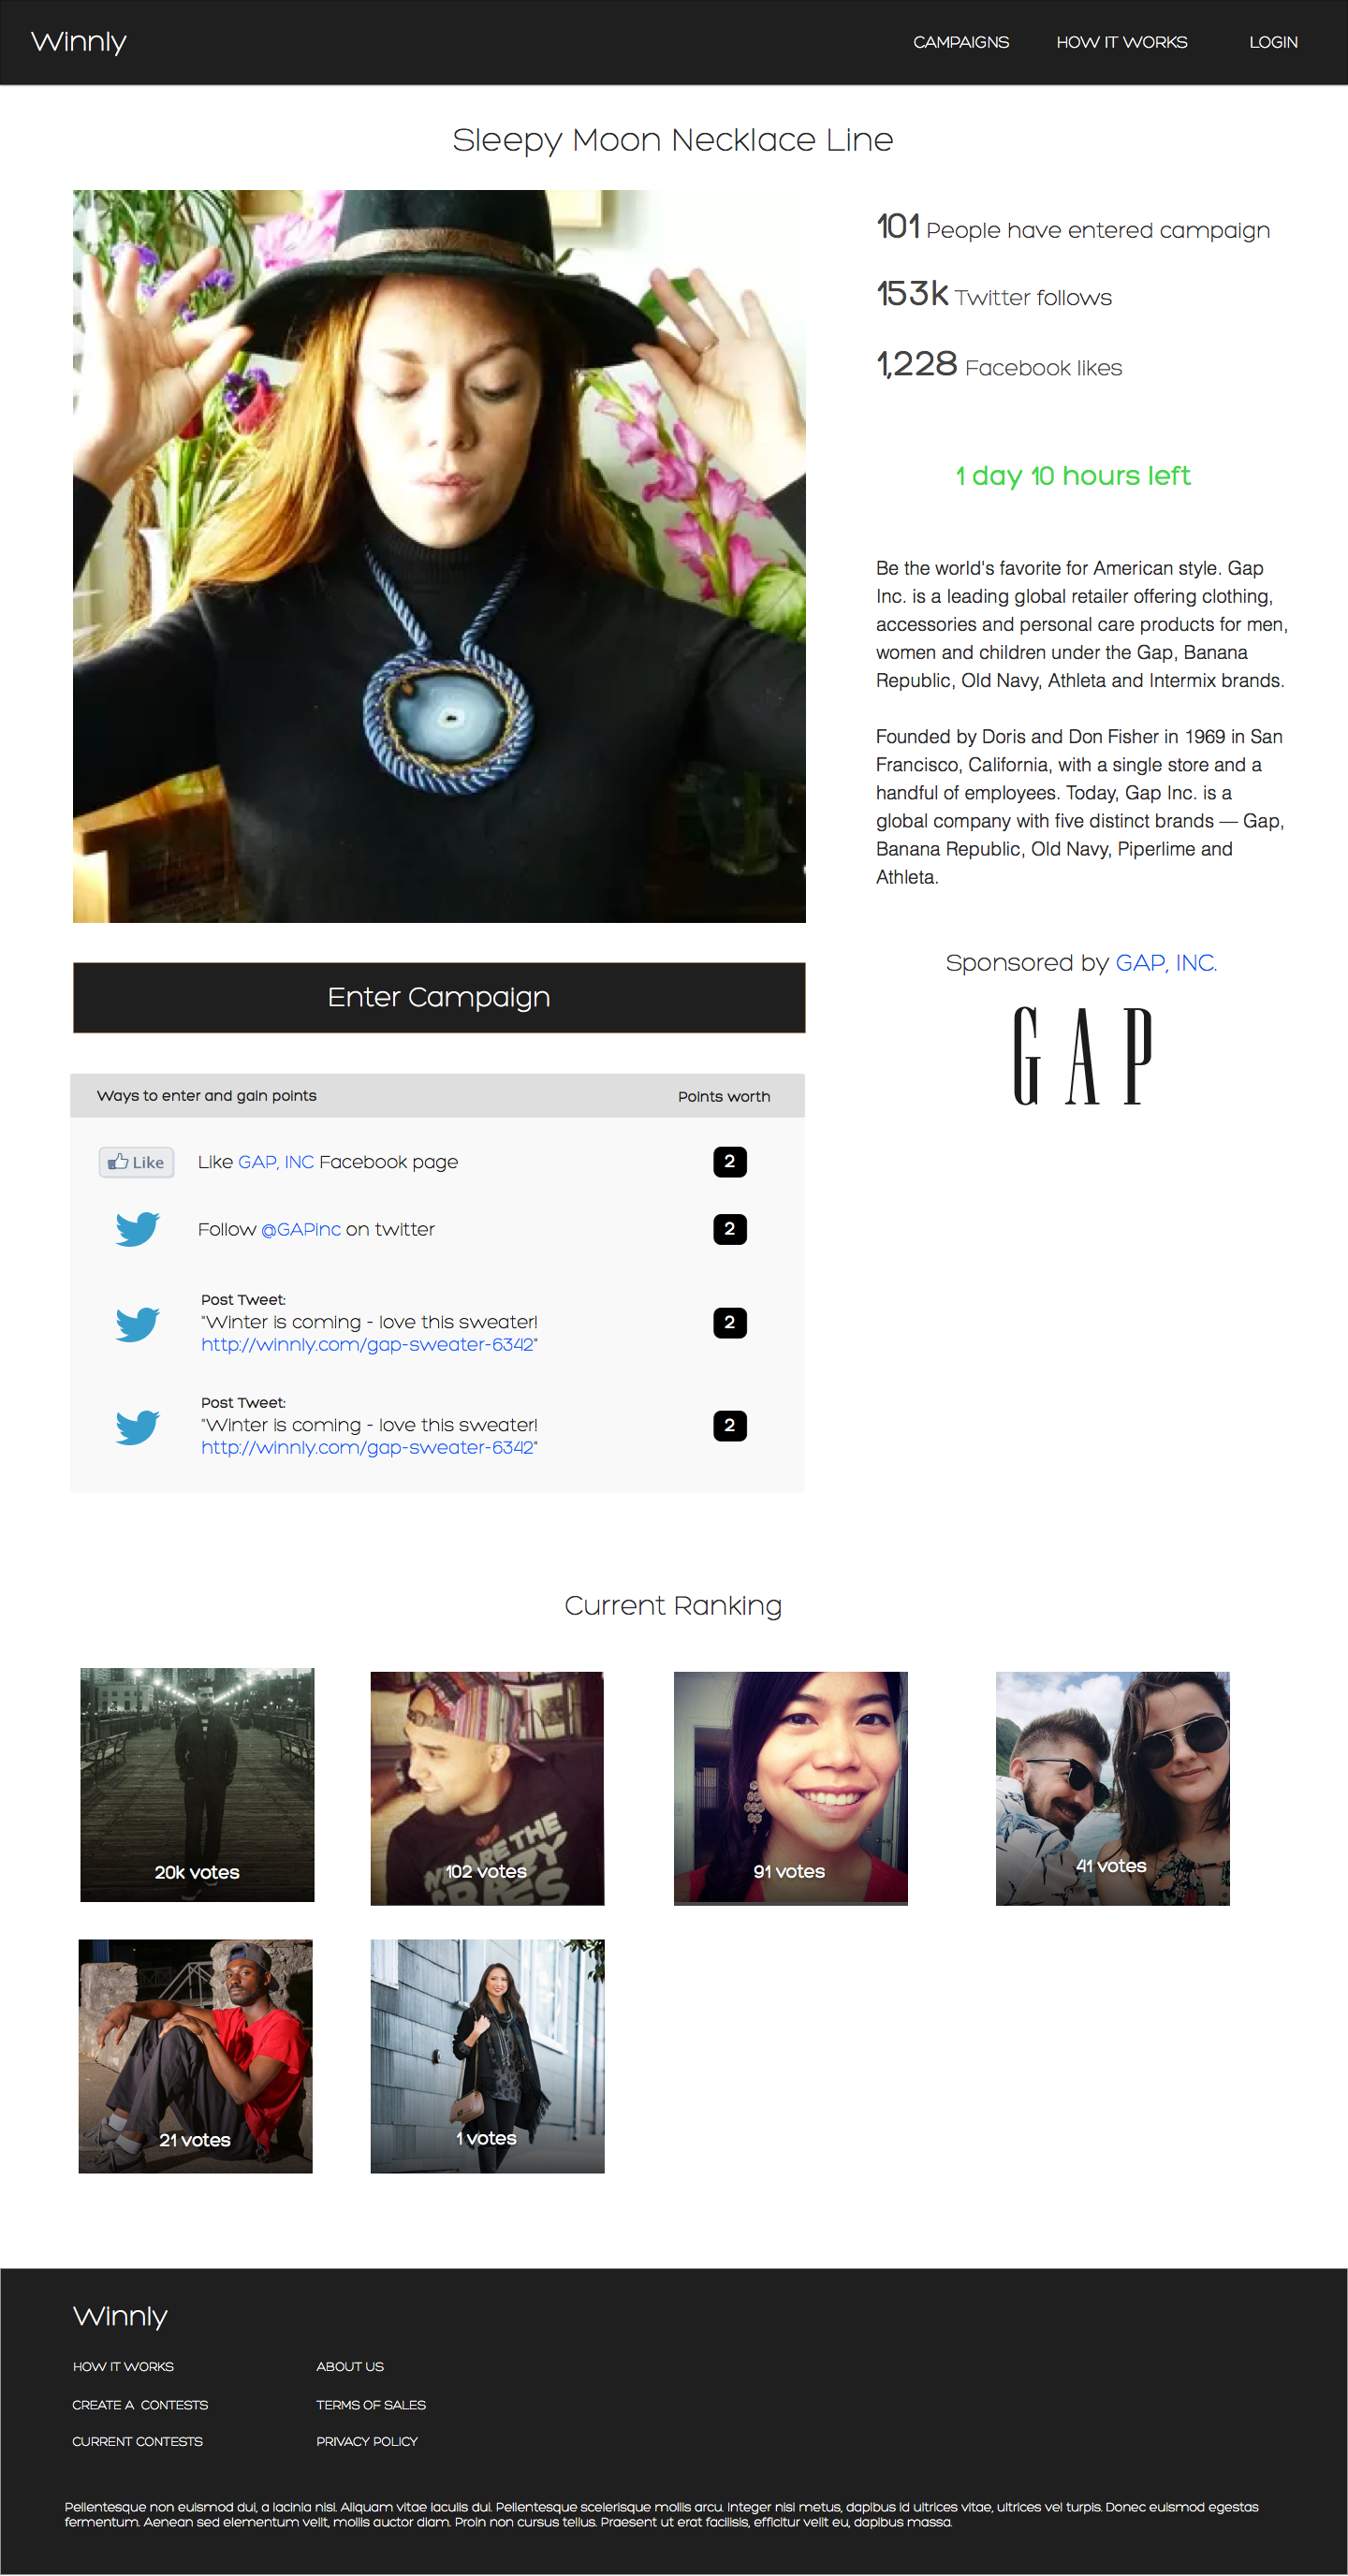 Winnly
CAMPAIGNS
HOW IT WORKS
LOGIN
Sleepy Moon Necklace Line
101 People have entered campaign
153k Twitter follows
1,228 Facebook likes
1 day 10 hours left
Be the world's favorite for American style. Gap
Inc. is a leading global retailer offering clothing,
accessories and personal care products for men,
women and children under the Gap, Banana
Republic, Old Navy, Athleta and Intermix brands.
Founded by Doris and Don Fisher in 1969 in San
Francisco, California, with a single store and a
handful of employees. Today, Gap Inc. is a
global company with five distinct brands — Gap,
Banana Republic, Old Navy, Piperlime and
Athleta.
Sponsored by GAP, INC.
GAP
Enter Campaign
Ways to enter and gain points
Points worth
Like
Like GAP, INC Facebook page
2
Follow @GAPinc on twitter
2
Post Tweet:
"Winter is coming - love this sweater!
http://winnly.com/gap-sweater-6342"
2
Post Tweet:
"Winter is coming - love this sweater!
http://winnly.com/gap-sweater-6342"
2
Current Ranking
20k votes
THE
102 votes
91 votes
41 votes
21 votes
1 votes
Winnly
HOW IT WORKS
ABOUT US
CREATE A CONTESTS
TERMS OF SALES
CURRENT CONTESTS
PRIVACY POLICY
Pellentesque non euismod dui, a lacinia nisi. Aliquam vitae iaculis dui. Pellentesque scelerisque mollis arcu. Integer nisi metus, dapibus id ultrices vitae, ultrices vel turpis. Donec euismod egestas
fermentum. Aenean sed elementum velit, mollis auctor diam. Proin non cursus tellus. Praesent ut erat facilisis, efficitur velit eu, dapibus massa.